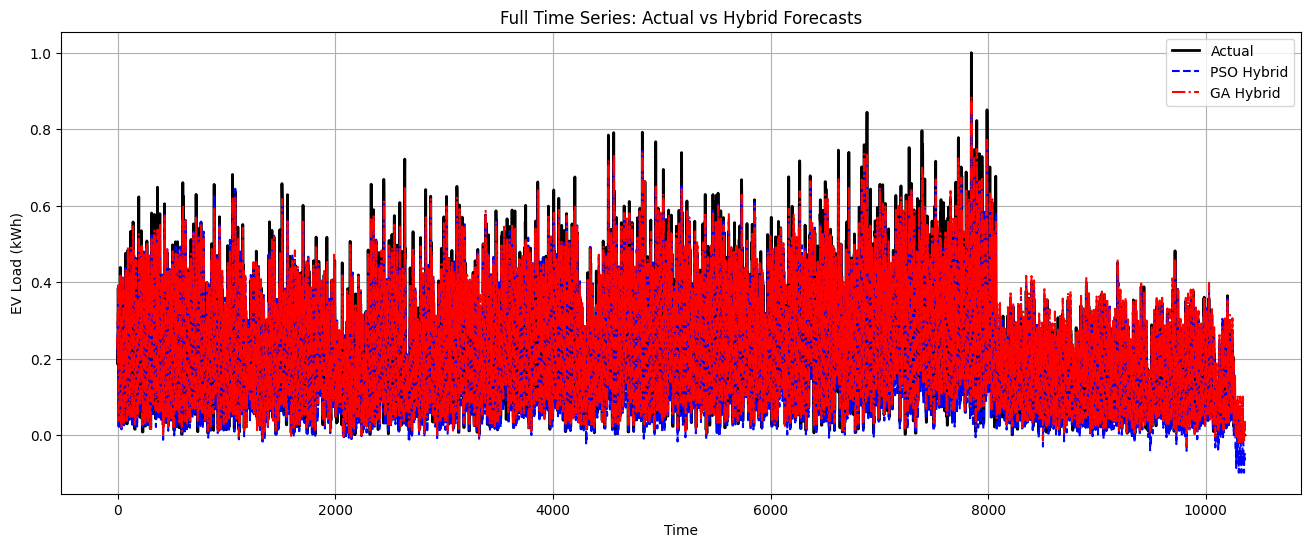 Full Time Series: Actual vs Hybrid Forecasts
Actual
PSO Hybrid
GA Hybrid
EV Load (kWh)
1.0
0.8
0.6
0.4
0.2
0.0
0
2000
4000
6000
8000
10000
Time